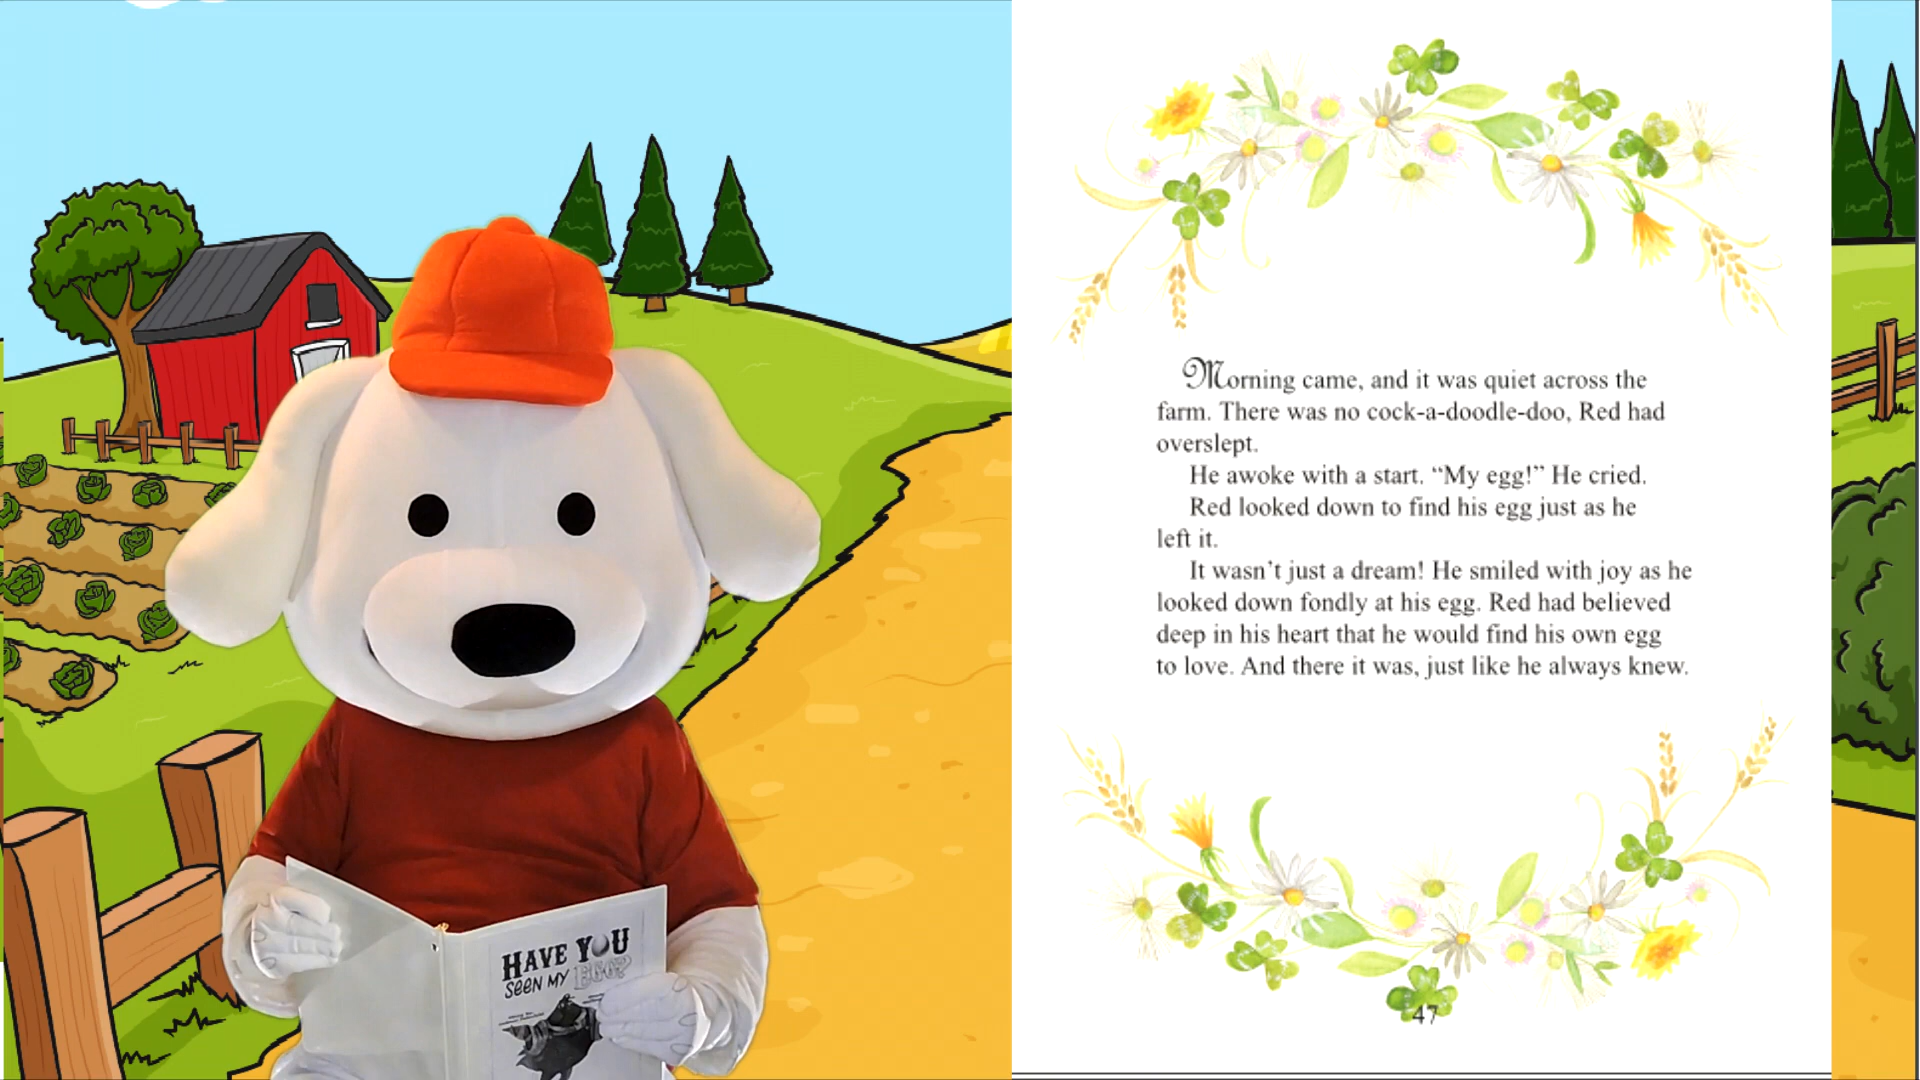 Morning came, and it was quiet across the
farm. There was no cock-a-doodle-doo, Red had
overslept.
He awoke with a start. “My egg!” He cried.
Red looked down to find his egg just as he
left it.
It wasn’t just a dream! He smiled with joy as he
looked down fondly at his egg. Red had believed
deep in his heart that he would find his own egg
to love. And there it was, just like he always knew.
47
HAVE YOU
SEEN MY EGG?